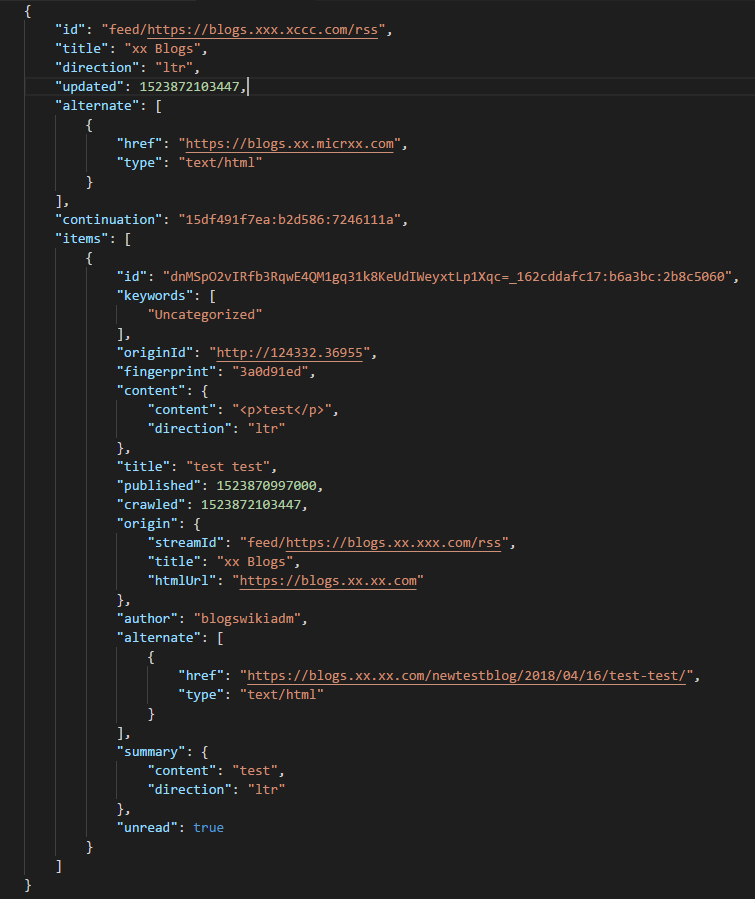 {
    "id": "feed/https://blogs.xxx.xccc.com/rss",
    "title": "xx Blogs",
    "direction": "ltr",
    "updated": 1523872103447,
    "alternate": [
        {
            "href": "https://blogs.xx.micrxx.com",
            "type": "text/html"
        }
    ],
    "continuation": "15df491f7ea:b2d586:7246111a",
    "items": [
        {
            "id": "dnMSpO2vIRfb3RqwE4QM1gq31k8KeUdIWeyxtLp1Xqc=_162cddafc17:b6a3bc:2b8c5060",
            "keywords": [
                "Uncategorized"
            ],
            "originId": "http://124332.36955",
            "fingerprint": "3a0d91ed",
            "content": {
                "content": "<p>test</p>",
                "direction": "ltr"
            },
            "title": "test test",
            "published": 1523870997000,
            "crawled": 1523872103447,
            "origin": {
                "streamId": "feed/https://blogs.xx.xxx.com/rss",
                "title": "xx Blogs",
                "htmlUrl": "https://blogs.xx.xx.com"
            },
            "author": "blogswikiadm",
            "alternate": [
                {
                    "href": "https://blogs.xx.xx.com/newtestblog/2018/04/16/test-test/",
                    "type": "text/html"
                }
            ],
            "summary": {
                "content": "test",
                "direction": "ltr"
            },
            "unread": true
        }
    ]
}